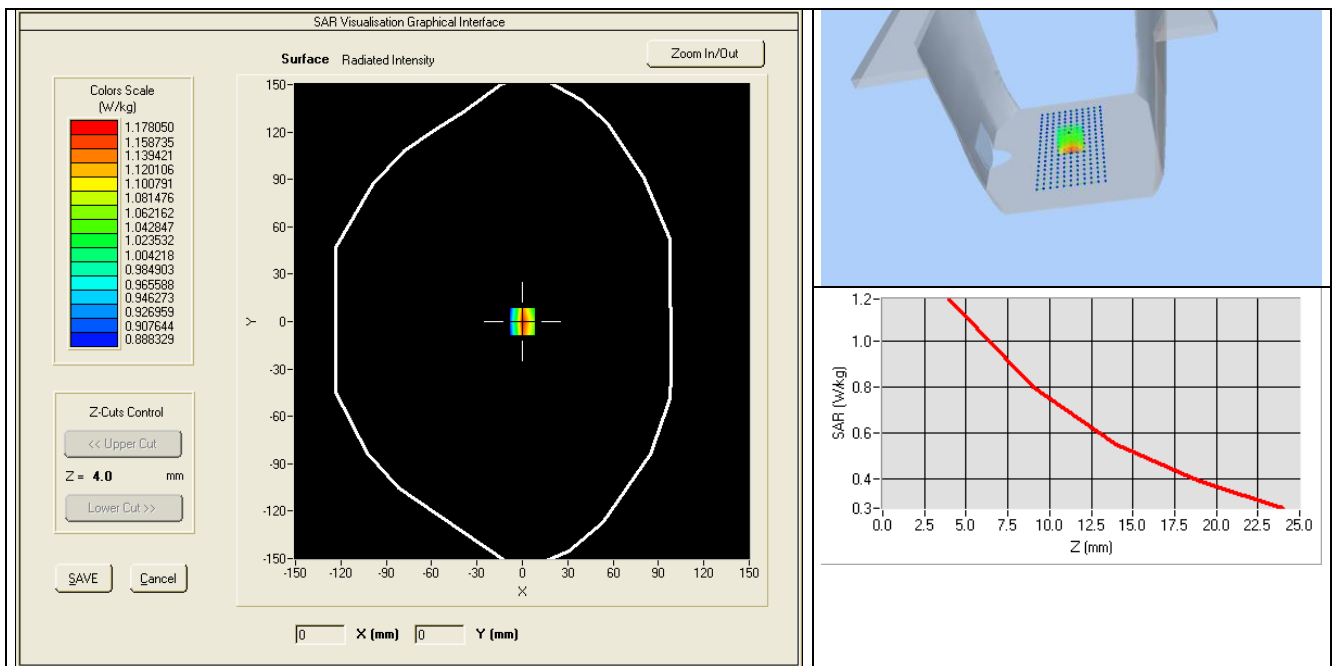 SAR Visualisation Graphical Interface
Surface Radiated Intensity
Zoom In/Out
Colors Scale
(W/kg)
1.178050
1.158735
1.139421
1.120106
1.100791
1.081476
1.062162
1.042847
1.023532
1.004218
0.984903
0.965588
0.946273
0.926959
0.907644
0.888329
Z-Cuts Control
<< Upper Cut
Z = 4.0 mm
Lower Cut >>
SAVE Cancel
150
120
90
60
30
0
-30
-60
-90
-120
-150
Y
-150 -120 -90 -60 -30 0 30 60 90 120 150
X
0 X (mm) 0 Y (mm)
1.2
1.0
0.8
0.6
0.4
0.3
SAR (W/kg)
0.0 2.5 5.0 7.5 10.0 12.5 15.0 17.5 20.0 22.5 25.0
Z (mm)